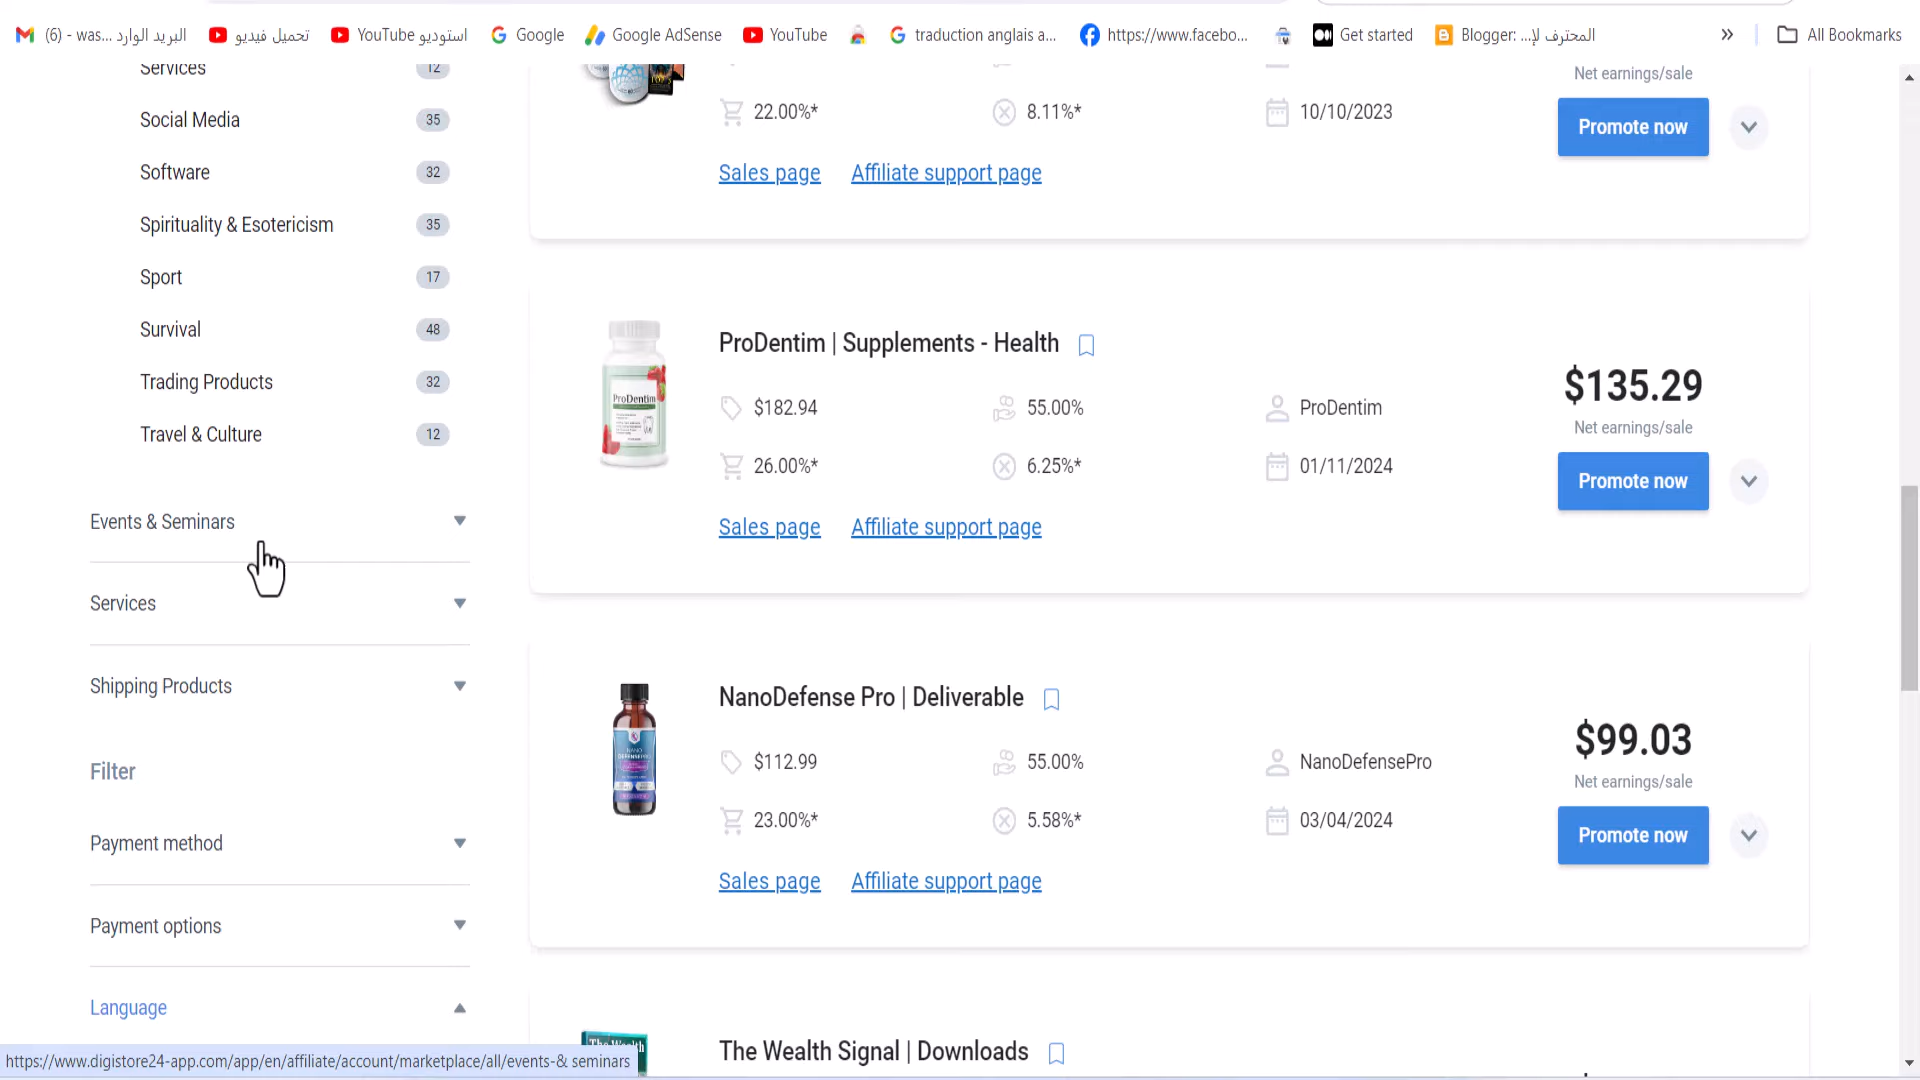 (6) - was... البريد الوارد
تحميل فيديو
استوديو YouTube
Google
Google AdSense
YouTube
traduction anglais a...
https://www.facebo...
Get started
Blogger: ...المحترف لإ
»
All Bookmarks
Services 12
Social Media 35
Software 32
Spirituality & Esotericism 35
Sport 17
Survival 48
Trading Products 32
Travel & Culture 12
Events & Seminars
Services
Shipping Products
Filter
Payment method
Payment options
Language
https://www.digistore24-app.com/app/en/affiliate/account/marketplace/all/events-& seminars
22.00%* 8.11%* 10/10/2023
Sales page Affiliate support page
Net earnings/sale
Promote now
ProDentim | Supplements - Health
ProDentim
$182.94 55.00% ProDentim
26.00%* 6.25%* 01/11/2024
Sales page Affiliate support page
$135.29
Net earnings/sale
Promote now
NanoDefense Pro | Deliverable
$112.99 55.00% NanoDefensePro
23.00%* 5.58%* 03/04/2024
Sales page Affiliate support page
$99.03
Net earnings/sale
Promote now
The Wealth Signal | Downloads